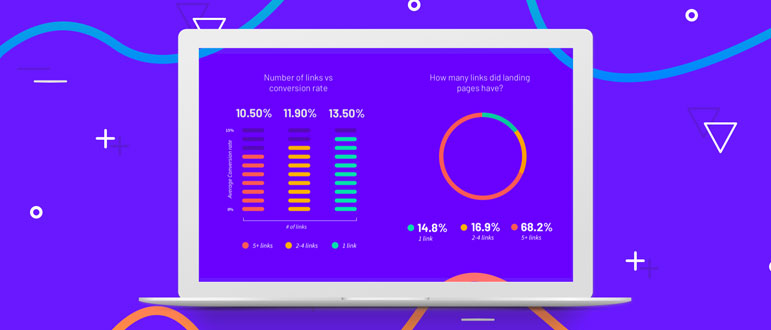 Number of links vs
conversion rate
10.50% 11.90% 13.50%
Average Conversion rate
0%
# of links
5+ links 2-4 links 1 link
How many links did landing
pages have?
14.8% 16.9% 68.2%
1 link 2-4 links 5+ links